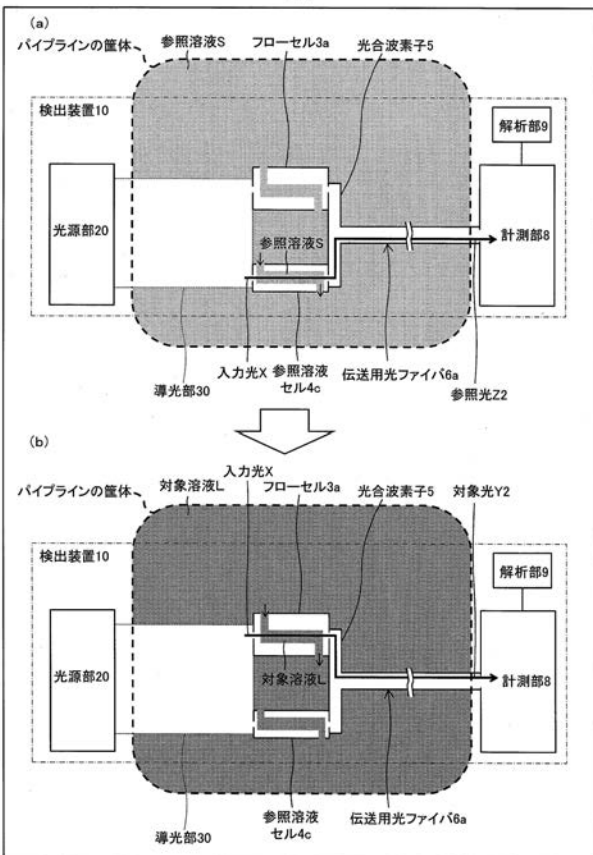 (a)
パイプラインの筐体
参照溶液S
フローセル3a
光合波素子5
検出装置10
解析部9
光源部20
計測部8
参照溶液S
導光部30
入力光X
参照溶液
セル4c
伝送用光ファイバ6a
参照光Z2
(b)
入力光X
パイプラインの筐体
対象溶液L
フローセル3a
光合波素子5
対象光Y2
検出装置10
解析部9
光源部20
対象溶液L
計測部8
導光部30
参照溶液
セル4c
伝送用光ファイバ6a